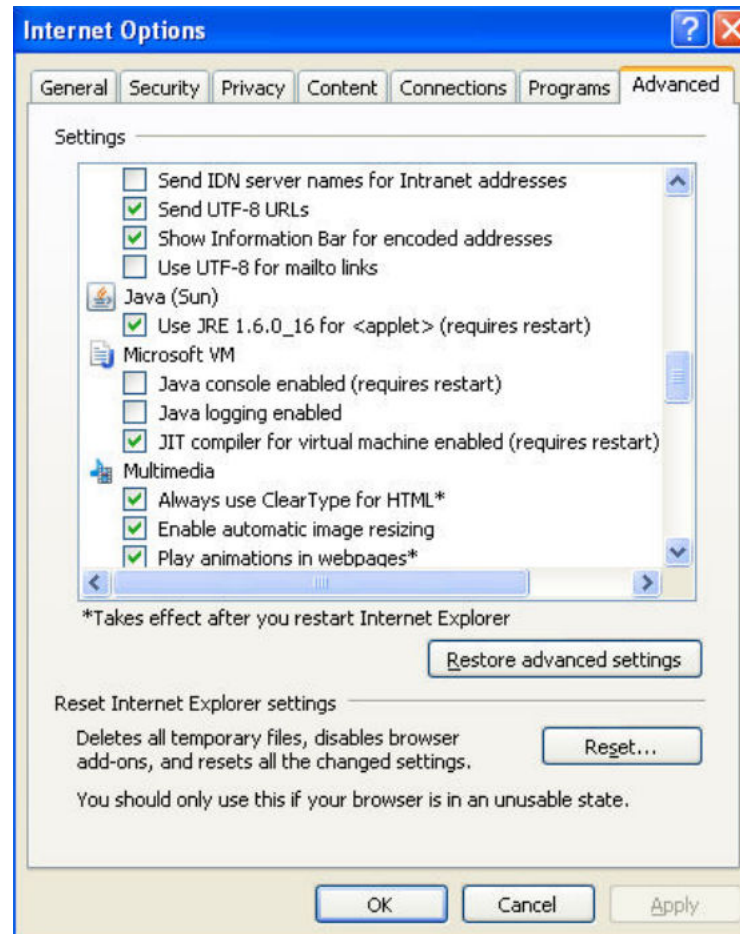 Internet Options
General Security Privacy Content Connections Programs Advanced
Settings
Send IDN server names for Intranet addresses
Send UTF-8 URLs
Show Information Bar for encoded addresses
Use UTF-8 for mailto links
Java (Sun)
Use JRE 1.6.0_16 for <applet> (requires restart)
Microsoft VM
Java console enabled (requires restart)
Java logging enabled
JIT compiler for virtual machine enabled (requires restart)
Multimedia
Always use ClearType for HTML*
Enable automatic image resizing
Play animations in webpages*
*Takes effect after you restart Internet Explorer
Restore advanced settings
Reset Internet Explorer settings
Deletes all temporary files, disables browser
add-ons, and resets all the changed settings.
Reset...
You should only use this if your browser is in an unusable state.
OK Cancel Apply